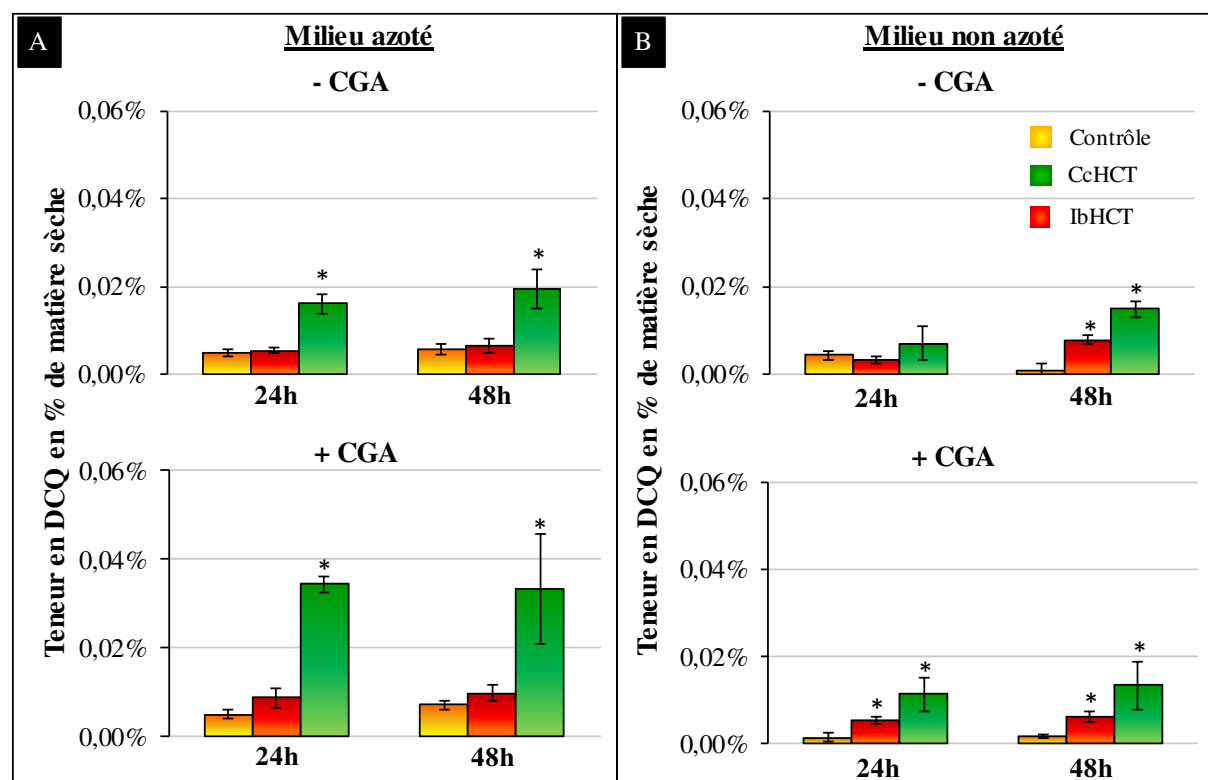 A
Milieu azoté
- CGA
Teneur en DCQ en % de matière sèche
0,06%
0,04%
0,02%
0,00%
*
*
24h
48h
+ CGA
0,06%
0,04%
0,02%
0,00%
*
*
24h
48h
B
Milieu non azoté
- CGA
Teneur en DCQ en % de matière sèche
0,06%
0,04%
0,02%
0,00%
Contrôle
CcHCT
IbHCT
*
*
24h
48h
+ CGA
0,06%
0,04%
0,02%
0,00%
*
*
*
*
24h
48h